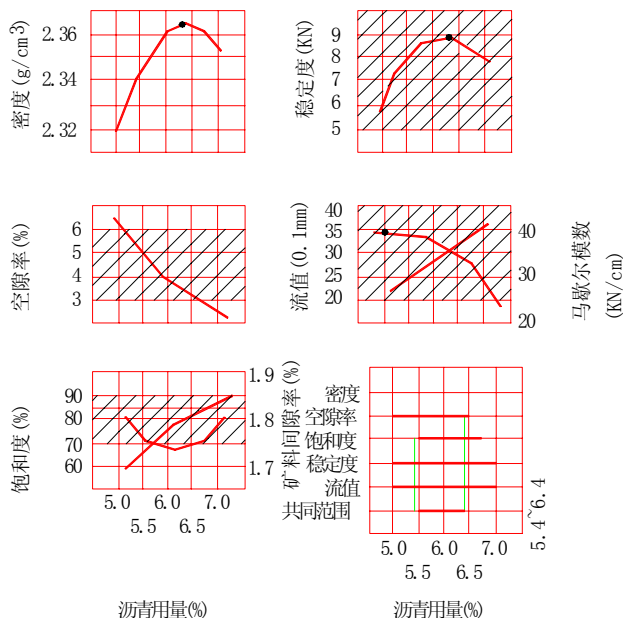 密度(g/cm3)
2.36
2.34
2.32
稳定度(KN)
9
8
7
6
5
空隙率(%)
6
5
4
3
流值(0.1mm)
40
35
30
25
20
40
30
20
马歇尔模数
(KN/cm)
饱和度(%)
90
80
70
60
1.9
1.8
1.7
矿料间隙率(%)
5.0 6.0 7.0
5.5 6.5
沥青用量(%)
密度
空隙率
饱和度
稳定度
流值
共同范围
5.4~6.4
5.0 6.0 7.0
5.5 6.5
沥青用量(%)